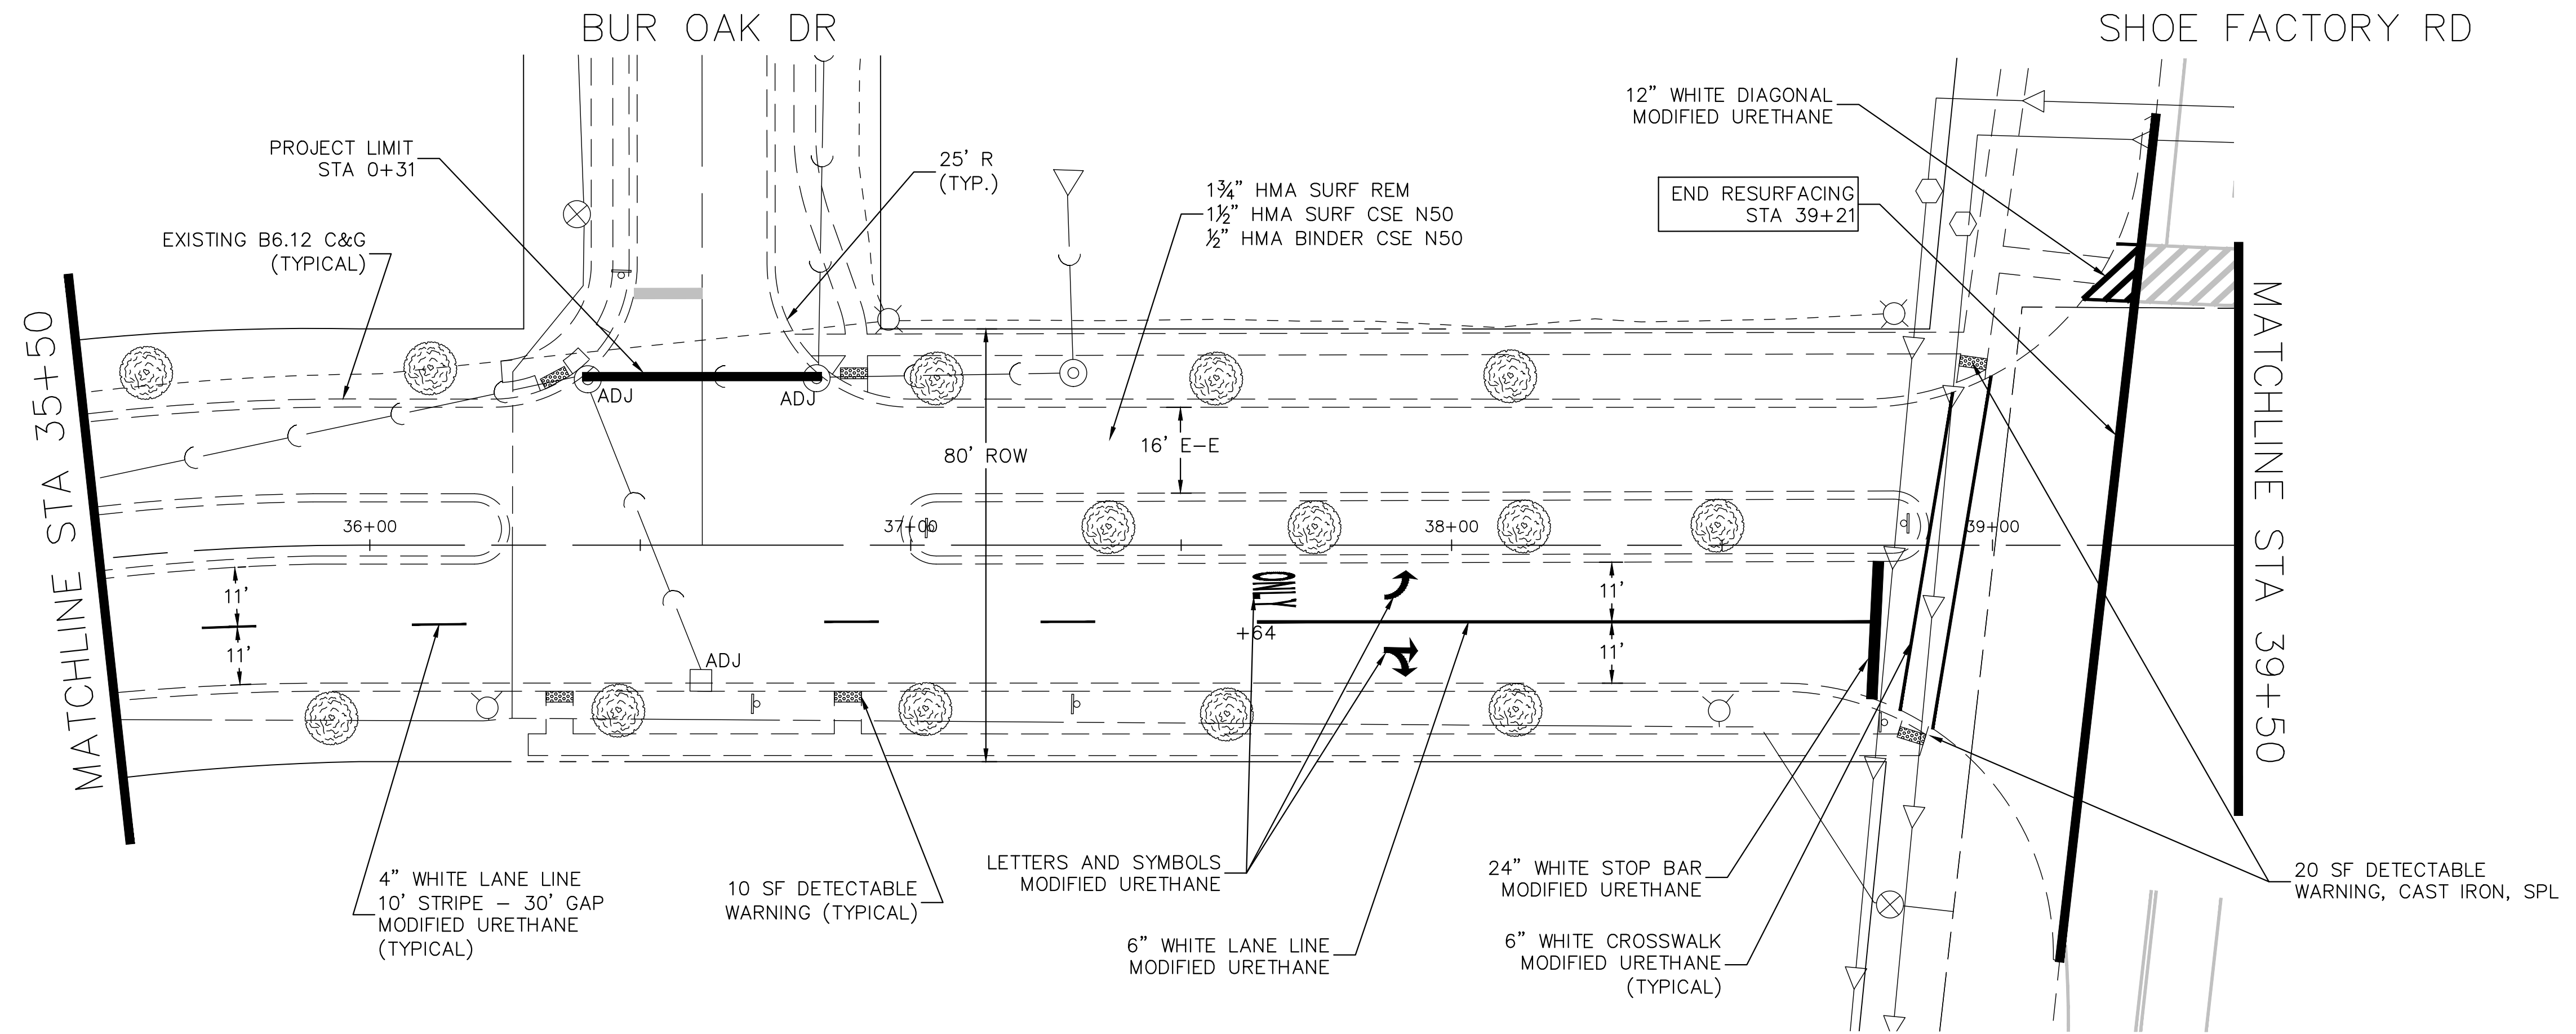 BUR OAK DR
SHOE FACTORY RD
12" WHITE DIAGONAL
MODIFIED URETHANE
PROJECT LIMIT
STA 0+31
25' R
(TYP.)
1¾" HMA SURF REM
1½" HMA SURF CSE N50
½" HMA BINDER CSE N50
END RESURFACING
STA 39+21
EXISTING B6.12 C&G
(TYPICAL)
MATCHLINE STA 35+50
MATCHLINE STA 39+50
ADJ
ADJ
80' ROW
16' E-E
36+00
37+00
38+00
39+00
11'
11'
ONLY
+64
11'
11'
ADJ
4" WHITE LANE LINE
10' STRIPE - 30' GAP
MODIFIED URETHANE
(TYPICAL)
10 SF DETECTABLE
WARNING (TYPICAL)
LETTERS AND SYMBOLS
MODIFIED URETHANE
6" WHITE LANE LINE
MODIFIED URETHANE
24" WHITE STOP BAR
MODIFIED URETHANE
6" WHITE CROSSWALK
MODIFIED URETHANE
(TYPICAL)
20 SF DETECTABLE
WARNING, CAST IRON, SPL